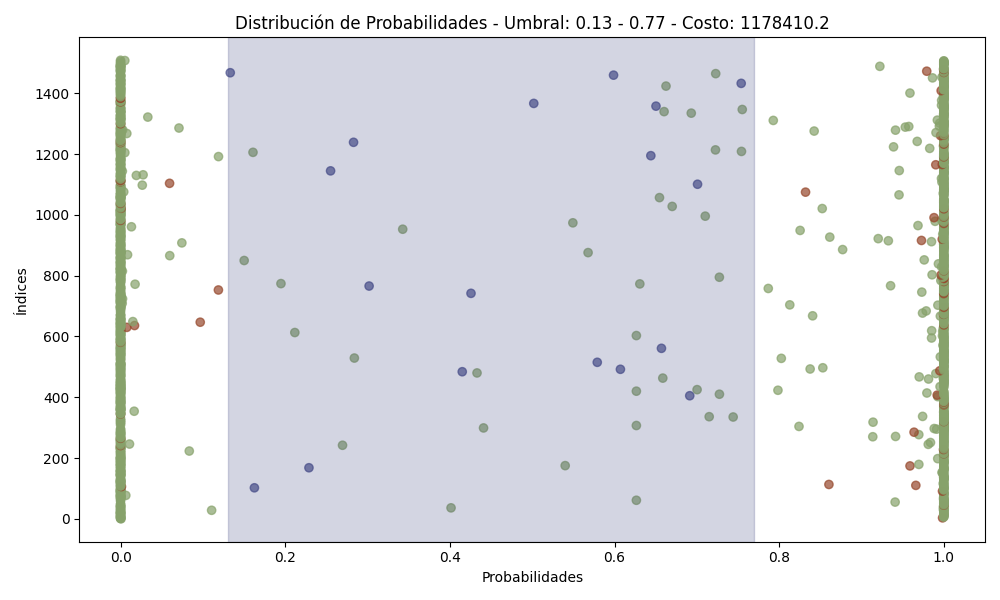 Distribución de Probabilidades - Umbral: 0.13 - 0.77 - Costo: 1178410.2
Índices
1400
1200
1000
800
600
400
200
0
0.0 0.2 0.4 0.6 0.8 1.0
Probabilidades